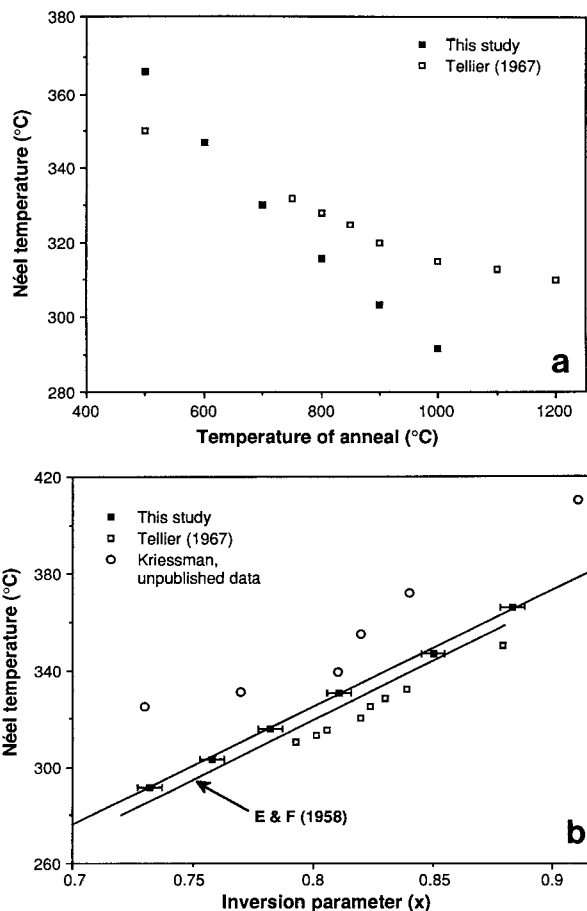 380
360
340
320
300
280
Néel temperature (°C)
This study
Tellier (1967)
a
400
600
800
1000
1200
Temperature of anneal (°C)
420
380
340
300
260
Néel temperature (°C)
This study
Tellier (1967)
Kriessman,
unpublished data
E & F (1958)
b
0.7
0.75
0.8
0.85
0.9
Inversion parameter (x)